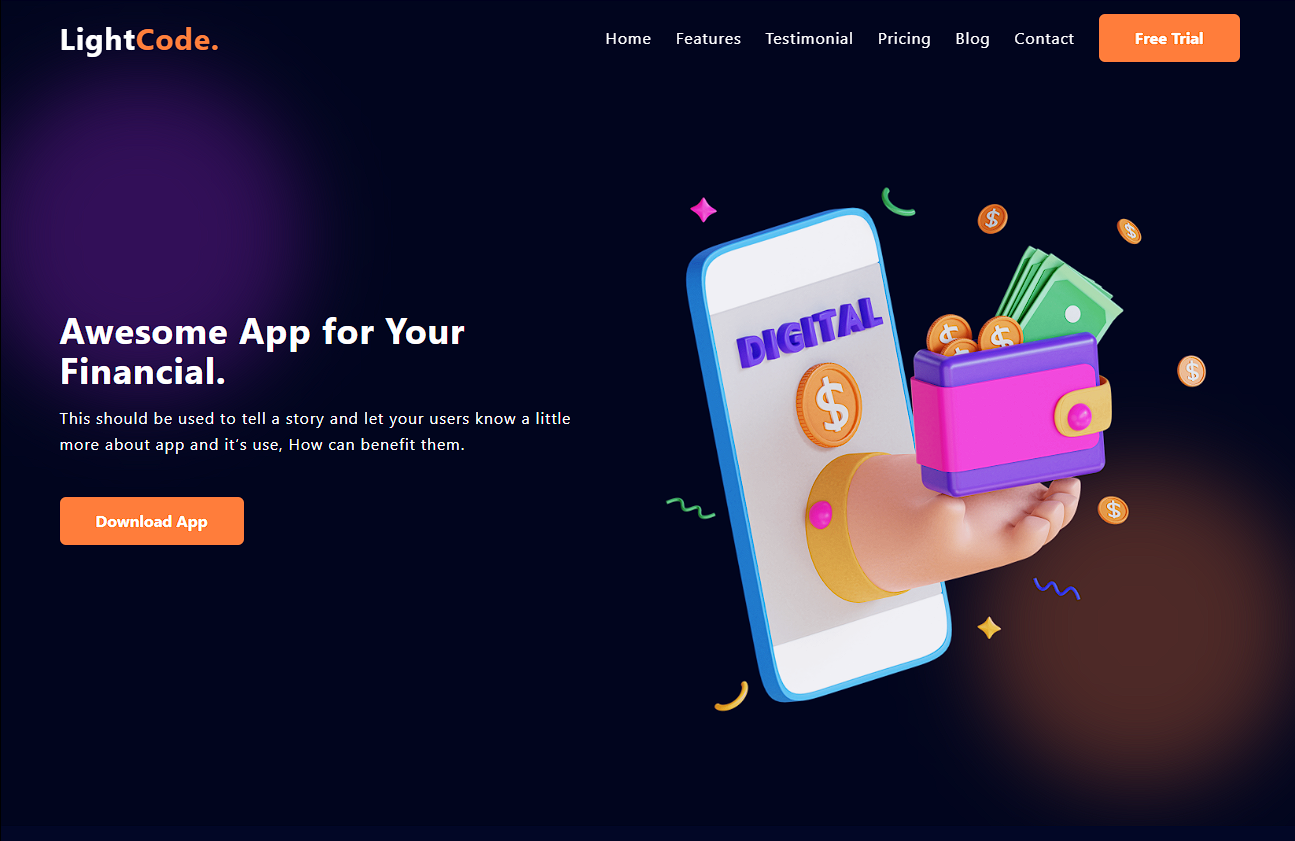 LightCode.
Home Features Testimonial Pricing Blog Contact Free Trial
DIGITAL
$
Awesome App for Your
Financial.
This should be used to tell a story and let your users know a little
more about app and it's use, How can benefit them.
Download App